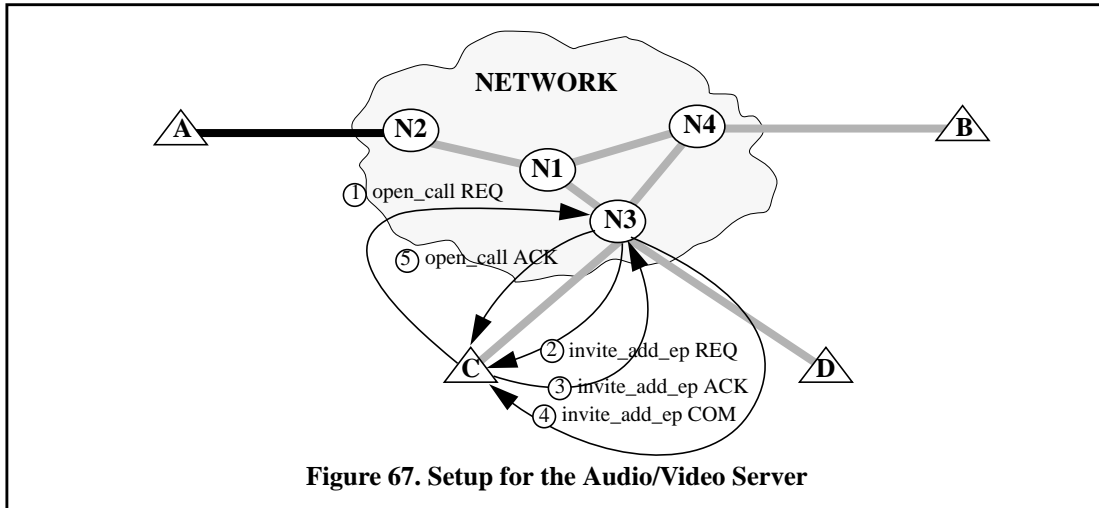 NETWORK
A
N2
N4
B
N1
① open_call REQ
N3
⑤ open_call ACK
② invite_add_ep REQ
C
D
③ invite_add_ep ACK
④ invite_add_ep COM
Figure 67. Setup for the Audio/Video Server